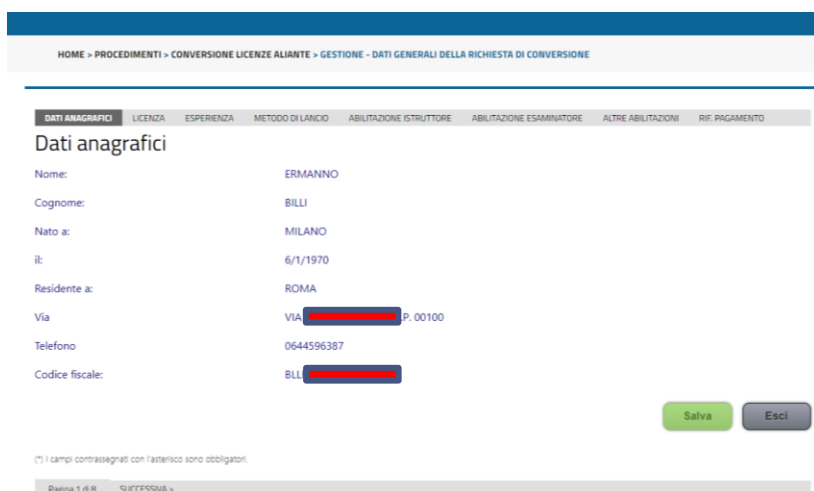 HOME > PROCEDIMENTI > CONVERSIONE LICENZE ALIANTE > GESTIONE - DATI GENERALI DELLA RICHIESTA DI CONVERSIONE
DATI ANAGRAFICI LICENZA ESPERIENZA METODO DI LANCIO ABILITAZIONE ISTRUTTORE ABILITAZIONE ESAMINATORE ALTRE ABILITAZIONI RIF. PAGAMENTO
Dati anagrafici
Nome: ERMANNO
Cognome: BILLI
Nato a: MILANO
il: 6/1/1970
Residente a: ROMA
Via VIA .P. 00100
Telefono 0644596387
Codice fiscale: BLL
Salva Esci
(*) I campi contrassegnati con l'asterisco sono obbligatori.
Pagina 1 di 8 SUCCESSIVA >